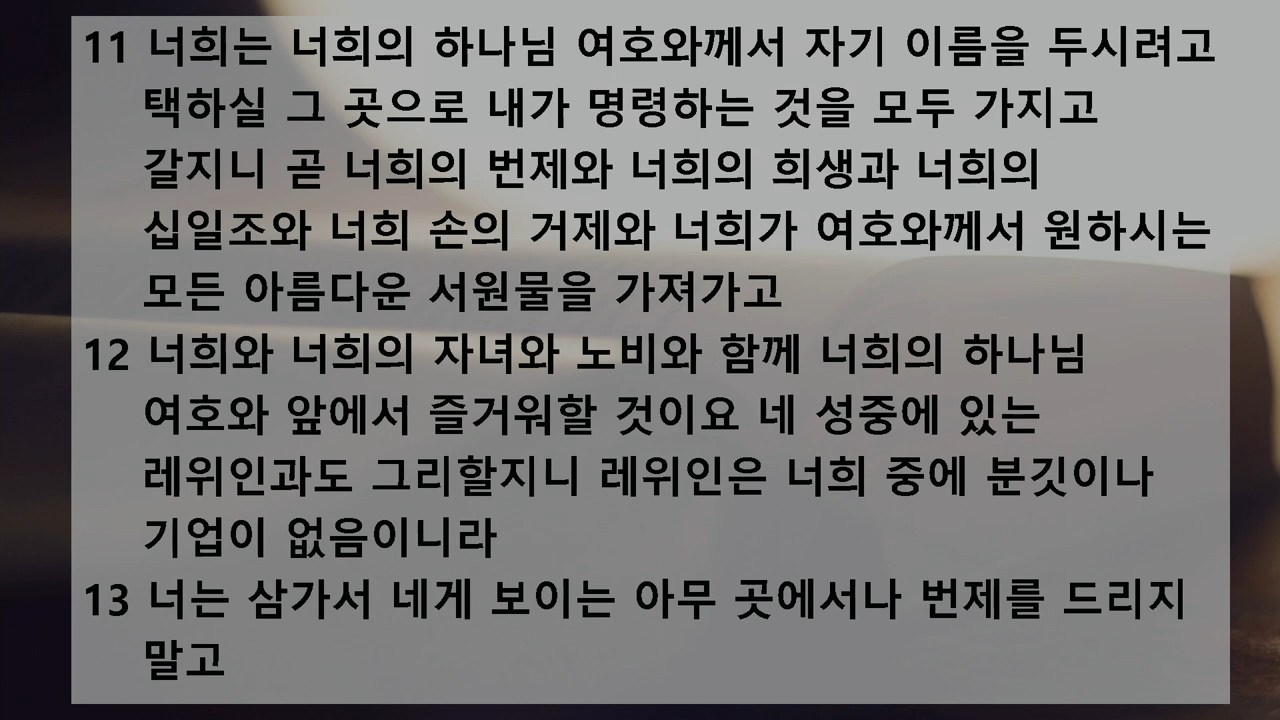 11 너희는 너희의 하나님 여호와께서 자기 이름을 두시려고
택하실 그 곳으로 내가 명령하는 것을 모두 가지고
갈지니 곧 너희의 번제와 너희의 희생과 너희의
십일조와 너희 손의 거제와 너희가 여호와께서 원하시는
모든 아름다운 서원물을 가져가고
12 너희와 너희의 자녀와 노비와 함께 너희의 하나님
여호와 앞에서 즐거워할 것이요 네 성중에 있는
레위인과도 그리할지니 레위인은 너희 중에 분깃이나
기업이 없음이니라
13 너는 삼가서 네게 보이는 아무 곳에서나 번제를 드리지
말고